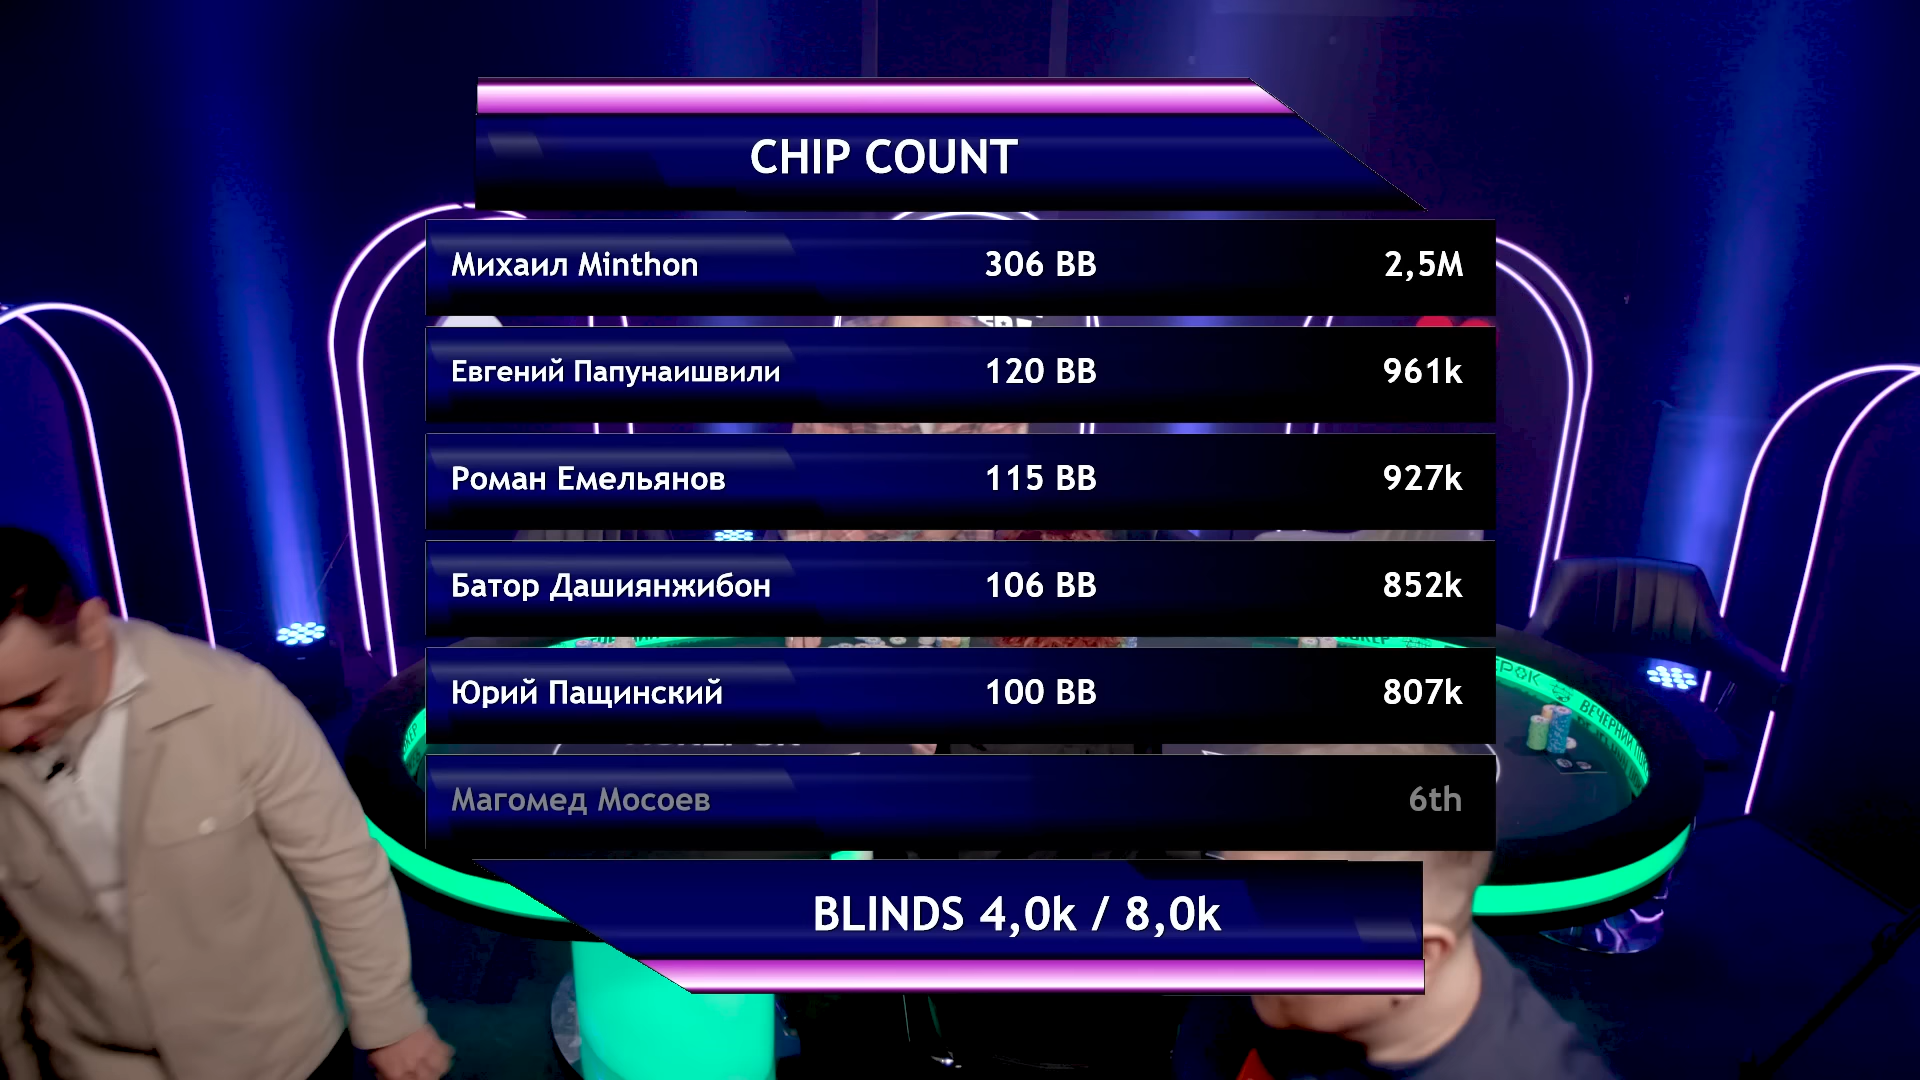 CHIP COUNT
Михаил Minthon 306 BB 2,5M
Евгений Папунаишвили 120 BB 961k
Роман Емельянов 115 BB 927k
Батор Дашиянжибон 106 BB 852k
Юрий Пащинский 100 BB 807k
Магомед Мосоев 6th
BLINDS 4,0k / 8,0k
ВЕЧЕРНИЙ